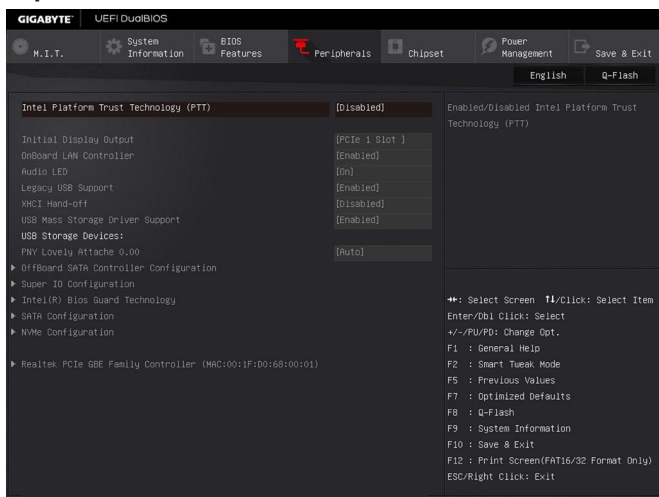 GIGABYTE™ UEFI DualBIOS
M.I.T.
System Information
BIOS Features
Peripherals
Chipset
Power Management
Save & Exit
English
Q-Flash
Intel Platform Trust Technology (PTT) [Disabled]
Initial Display Output [PCIe 1 Slot ]
OnBoard LAN Controller [Enabled]
Audio LED [On]
Legacy USB Support [Enabled]
XHCI Hand-off [Disabled]
USB Mass Storage Driver Support [Enabled]
USB Storage Devices:
PNY Lovely Attache 0.00 [Auto]
OffBoard SATA Controller Configuration
Super IO Configuration
Intel(R) Bios Guard Technology
SATA Configuration
NVMe Configuration
Realtek PCIe GBE Family Controller (MAC:00:1F:D0:68:00:01)
Enabled/Disabled Intel Platform Trust
Technology (PTT)
→←: Select Screen ↑↓/Click: Select Item
Enter/Dbl Click: Select
+/-/PU/PD: Change Opt.
F1 : General Help
F2 : Smart Tweak Mode
F5 : Previous Values
F7 : Optimized Defaults
F8 : Q-Flash
F9 : System Information
F10 : Save & Exit
F12 : Print Screen(FAT16/32 Format Only)
ESC/Right Click: Exit